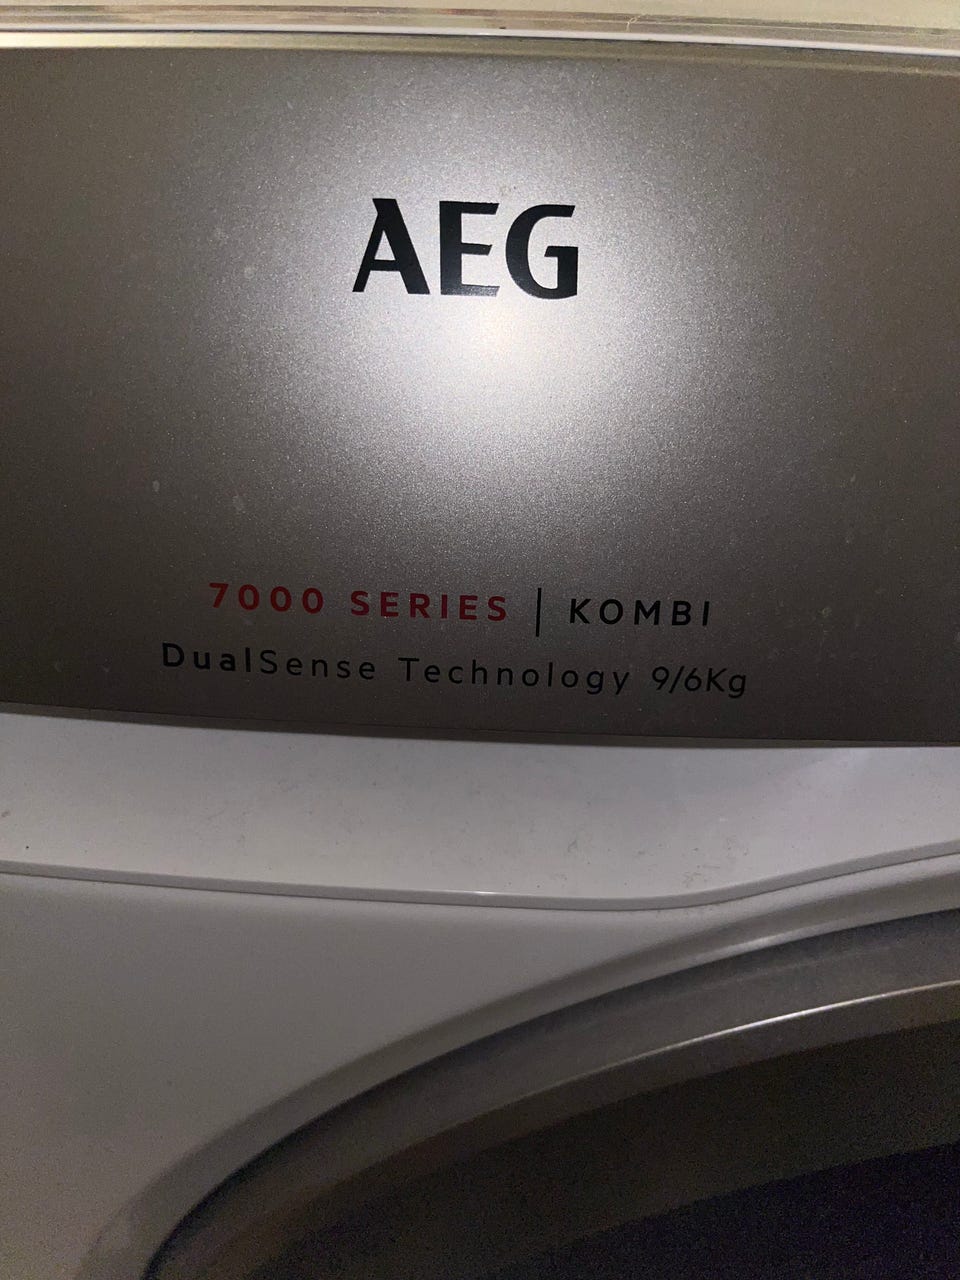 AEG
7000 SERIES | KOMBI
DualSense Technology 9/6Kg